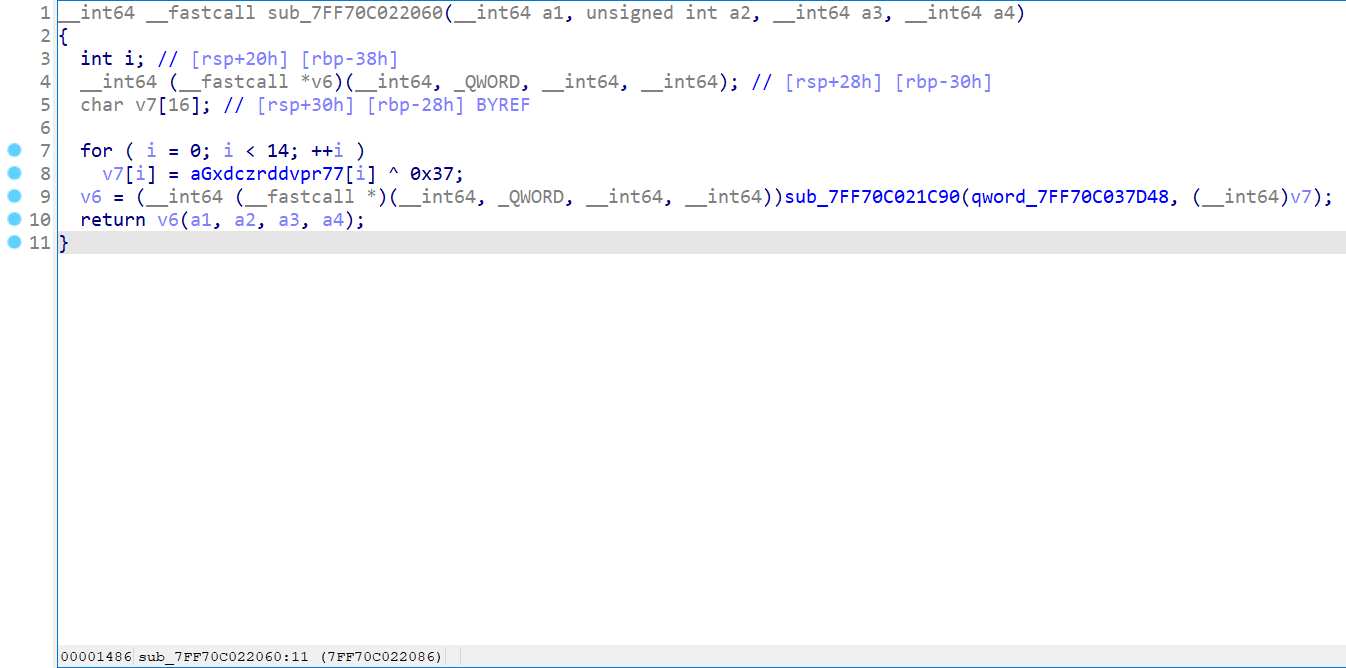 1 __int64 __fastcall sub_7FF70C022060(__int64 a1, unsigned int a2, __int64 a3, __int64 a4)
2 {
3   int i; // [rsp+20h] [rbp-38h]
4   __int64 (__fastcall *v6)(__int64, _QWORD, __int64, __int64); // [rsp+28h] [rbp-30h]
5   char v7[16]; // [rsp+30h] [rbp-28h] BYREF
6
7   for ( i = 0; i < 14; ++i )
8     v7[i] = aGxdczrddvpr77[i] ^ 0x37;
9   v6 = (__int64 (__fastcall *)(__int64, _QWORD, __int64, __int64))sub_7FF70C021C90(qword_7FF70C037D48, (__int64)v7);
10   return v6(a1, a2, a3, a4);
11 }
00001486 sub_7FF70C022060:11 (7FF70C022086)